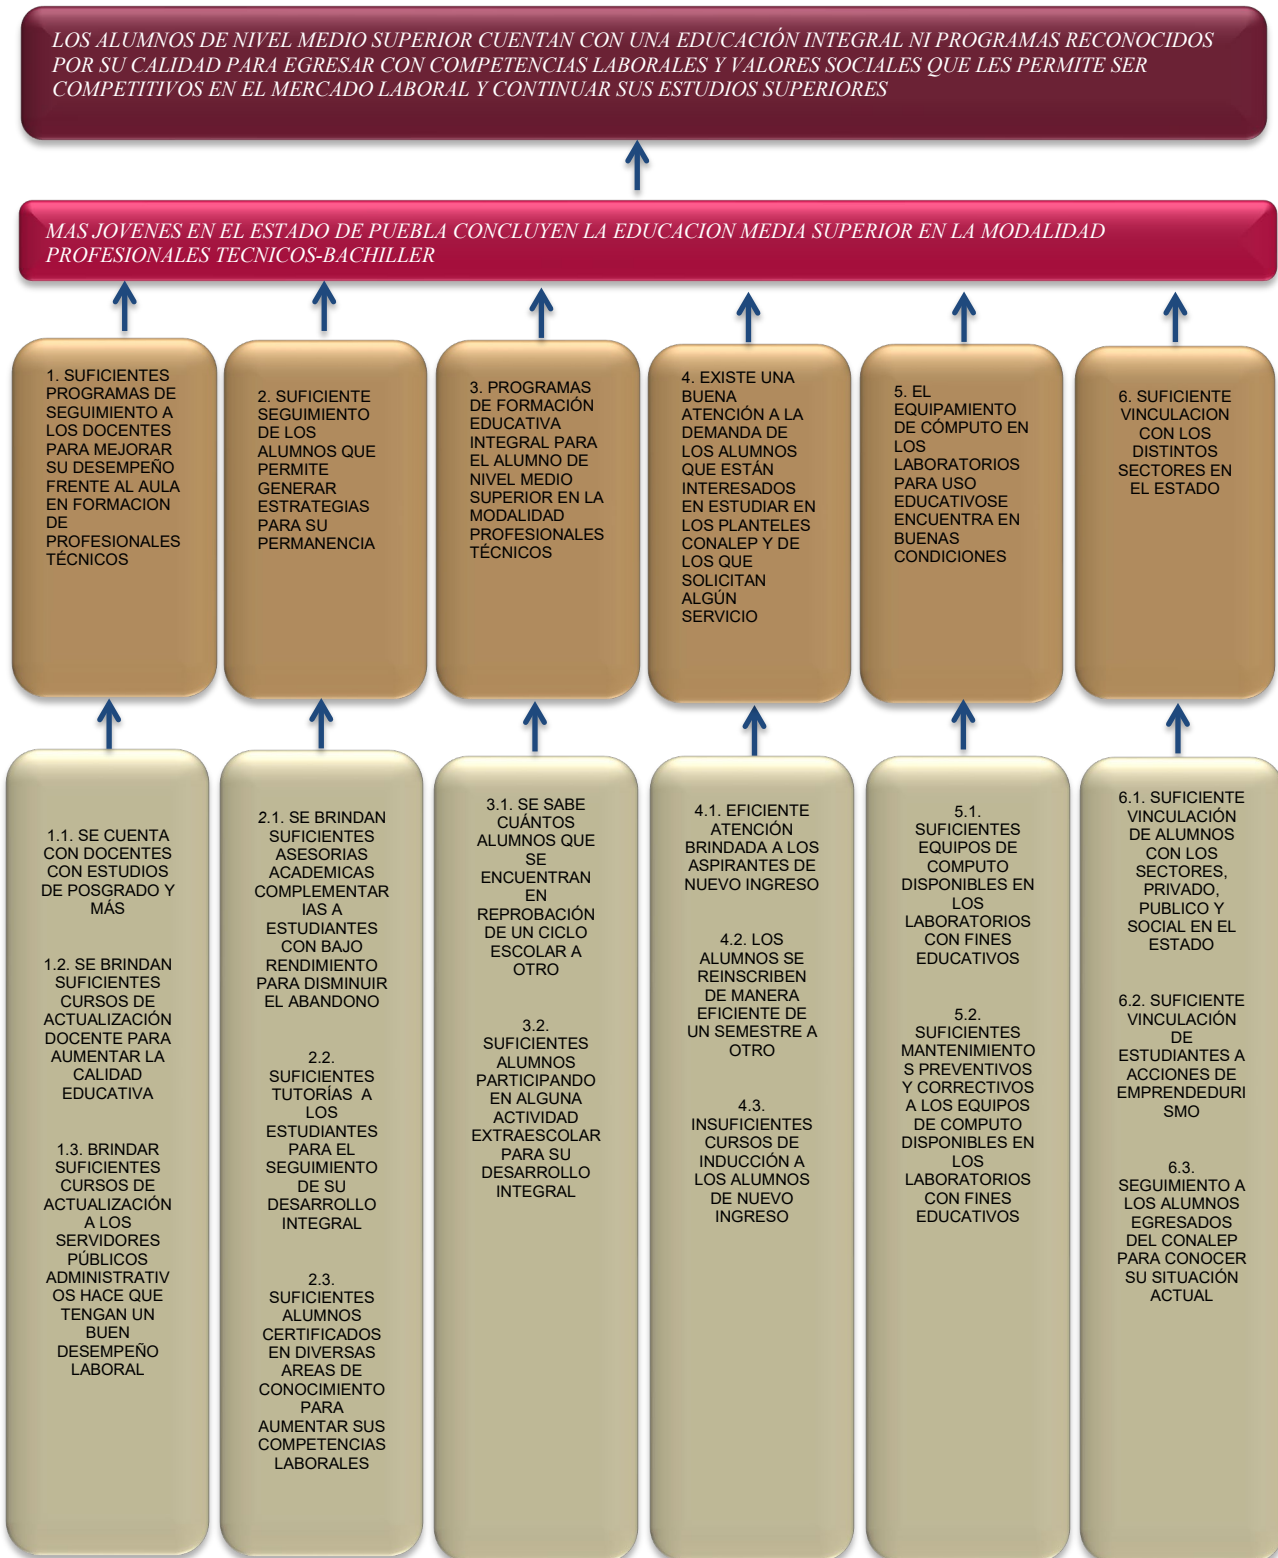 LOS ALUMNOS DE NIVEL MEDIO SUPERIOR CUENTAN CON UNA EDUCACIÓN INTEGRAL NI PROGRAMAS RECONOCIDOS
POR SU CALIDAD PARA EGRESAR CON COMPETENCIAS LABORALES Y VALORES SOCIALES QUE LES PERMITE SER
COMPETITIVOS EN EL MERCADO LABORAL Y CONTINUAR SUS ESTUDIOS SUPERIORES
MAS JOVENES EN EL ESTADO DE PUEBLA CONCLUYEN LA EDUCACION MEDIA SUPERIOR EN LA MODALIDAD
PROFESIONALES TECNICOS-BACHILLER
1. SUFICIENTES
PROGRAMAS DE
SEGUIMIENTO A
LOS DOCENTES
PARA MEJORAR
SU DESEMPEÑO
FRENTE AL AULA
EN FORMACION
DE
PROFESIONALES
TÉCNICOS
2. SUFICIENTE
SEGUIMIENTO
DE LOS
ALUMNOS QUE
PERMITE
GENERAR
ESTRATEGIAS
PARA SU
PERMANENCIA
3. PROGRAMAS
DE FORMACIÓN
EDUCATIVA
INTEGRAL PARA
EL ALUMNO DE
NIVEL MEDIO
SUPERIOR EN LA
MODALIDAD
PROFESIONALES
TÉCNICOS
4. EXISTE UNA
BUENA
ATENCIÓN A LA
DEMANDA DE
LOS ALUMNOS
QUE ESTÁN
INTERESADOS
EN ESTUDIAR EN
LOS PLANTELES
CONALEP Y DE
LOS QUE
SOLICITAN
ALGÚN
SERVICIO
5. EL
EQUIPAMIENTO
DE CÓMPUTO EN
LOS
LABORATORIOS
PARA USO
EDUCATIVOSE
ENCUENTRA EN
BUENAS
CONDICIONES
6. SUFICIENTE
VINCULACION
CON LOS
DISTINTOS
SECTORES EN
EL ESTADO
1.1. SE CUENTA
CON DOCENTES
CON ESTUDIOS
DE POSGRADO Y
MÁS
1.2. SE BRINDAN
SUFICIENTES
CURSOS DE
ACTUALIZACIÓN
DOCENTE PARA
AUMENTAR LA
CALIDAD
EDUCATIVA
1.3. BRINDAR
SUFICIENTES
CURSOS DE
ACTUALIZACIÓN
A LOS
SERVIDORES
PÚBLICOS
ADMINISTRATIV
OS HACE QUE
TENGAN UN
BUEN
DESEMPEÑO
LABORAL
2.1. SE BRINDAN
SUFICIENTES
ASESORIAS
ACADEMICAS
COMPLEMENTAR
IAS A
ESTUDIANTES
CON BAJO
RENDIMIENTO
PARA DISMINUIR
EL ABANDONO
2.2.
SUFICIENTES
TUTORÍAS A
LOS
ESTUDIANTES
PARA EL
SEGUIMIENTO
DE SU
DESARROLLO
INTEGRAL
2.3.
SUFICIENTES
ALUMNOS
CERTIFICADOS
EN DIVERSAS
AREAS DE
CONOCIMIENTO
PARA
AUMENTAR SUS
COMPETENCIAS
LABORALES
3.1. SE SABE
CUÁNTOS
ALUMNOS QUE
SE
ENCUENTRAN
EN
REPROBACIÓN
DE UN CICLO
ESCOLAR A
OTRO
3.2.
SUFICIENTES
ALUMNOS
PARTICIPANDO
EN ALGUNA
ACTIVIDAD
EXTRAESCOLAR
PARA SU
DESARROLLO
INTEGRAL
4.1. EFICIENTE
ATENCIÓN
BRINDADA A LOS
ASPIRANTES DE
NUEVO INGRESO
4.2. LOS
ALUMNOS SE
REINSCRIBEN
DE MANERA
EFICIENTE DE
UN SEMESTRE A
OTRO
4.3.
INSUFICIENTES
CURSOS DE
INDUCCIÓN A
LOS ALUMNOS
DE NUEVO
INGRESO
5.1.
SUFICIENTES
EQUIPOS DE
COMPUTO
DISPONIBLES EN
LOS
LABORATORIOS
CON FINES
EDUCATIVOS
5.2.
SUFICIENTES
MANTENIMIENTO
S PREVENTIVOS
Y CORRECTIVOS
A LOS EQUIPOS
DE COMPUTO
DISPONIBLES EN
LOS
LABORATORIOS
CON FINES
EDUCATIVOS
6.1. SUFICIENTE
VINCULACIÓN
DE ALUMNOS
CON LOS
SECTORES,
PRIVADO,
PUBLICO Y
SOCIAL EN EL
ESTADO
6.2. SUFICIENTE
VINCULACIÓN
DE
ESTUDIANTES A
ACCIONES DE
EMPRENDEDURI
SMO
6.3.
SEGUIMIENTO A
LOS ALUMNOS
EGRESADOS
DEL CONALEP
PARA CONOCER
SU SITUACIÓN
ACTUAL